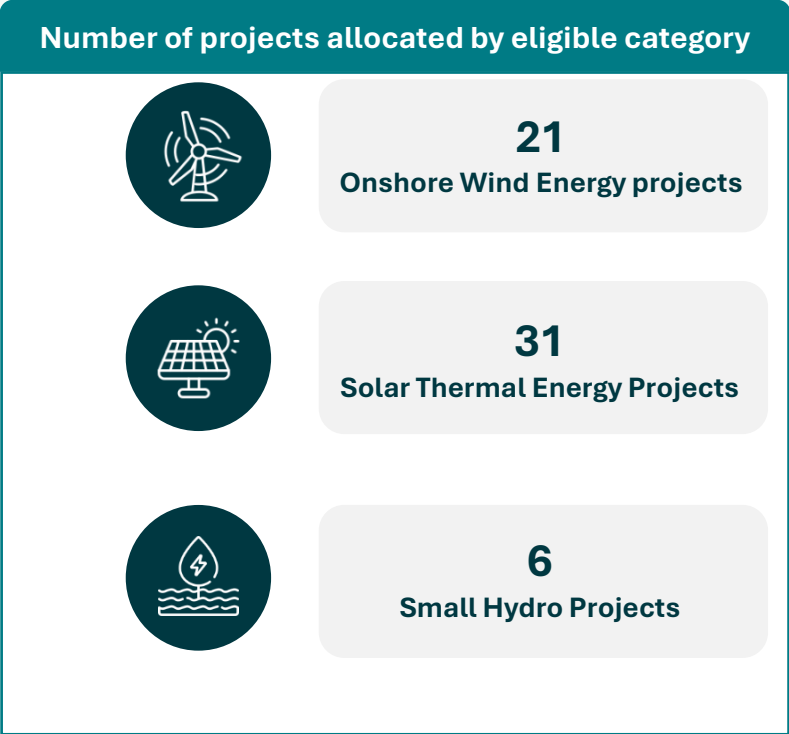 Number of projects allocated by eligible category
21
Onshore Wind Energy projects
31
Solar Thermal Energy Projects
6
Small Hydro Projects